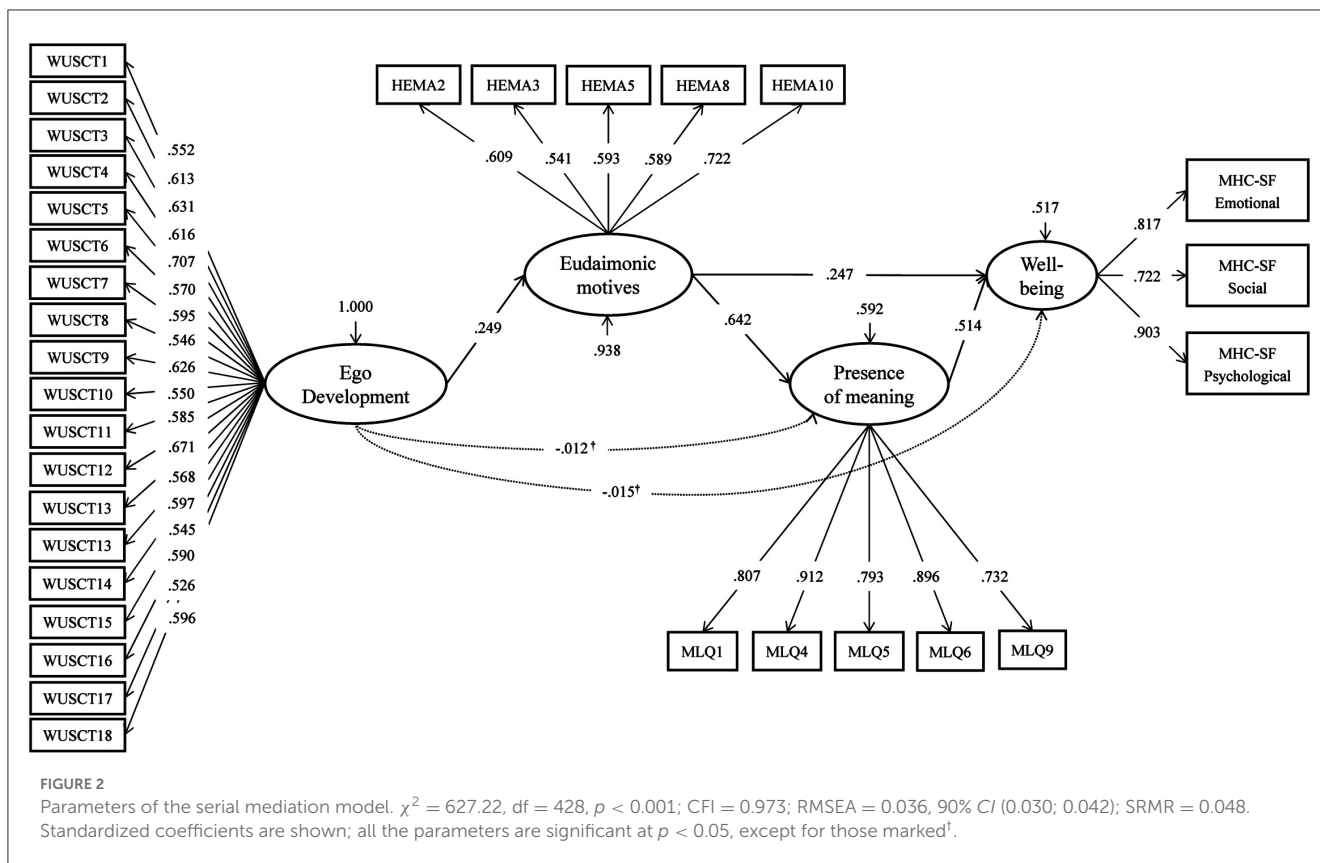 WUSCT1
WUSCT2
WUSCT3
WUSCT4
WUSCT5
WUSCT6
WUSCT7
WUSCT8
WUSCT9
WUSCT10
WUSCT11
WUSCT12
WUSCT13
WUSCT13
WUSCT14
WUSCT15
WUSCT16
WUSCT17
WUSCT18
.552
.613
.631
.616
.707
.570
.595
.546
.626
.550
.585
.671
.568
.597
.545
.590
.526
.596
1.000
Ego
Development
.249
HEMA2
HEMA3
HEMA5
HEMA8
HEMA10
.609
.541
.593
.589
.722
Eudaimonic
motives
.938
.247
.642
-.012†
-.015†
.592
Presence
of meaning
.514
.517
Well-
being
.817
.722
.903
MHC-SF
Emotional
MHC-SF
Social
MHC-SF
Psychological
.807
.912
.793
.896
.732
MLQ1
MLQ4
MLQ5
MLQ6
MLQ9
FIGURE 2
Parameters of the serial mediation model. χ² = 627.22, df = 428, p < 0.001; CFI = 0.973; RMSEA = 0.036, 90% CI (0.030; 0.042); SRMR = 0.048.
Standardized coefficients are shown; all the parameters are significant at p < 0.05, except for those marked†.